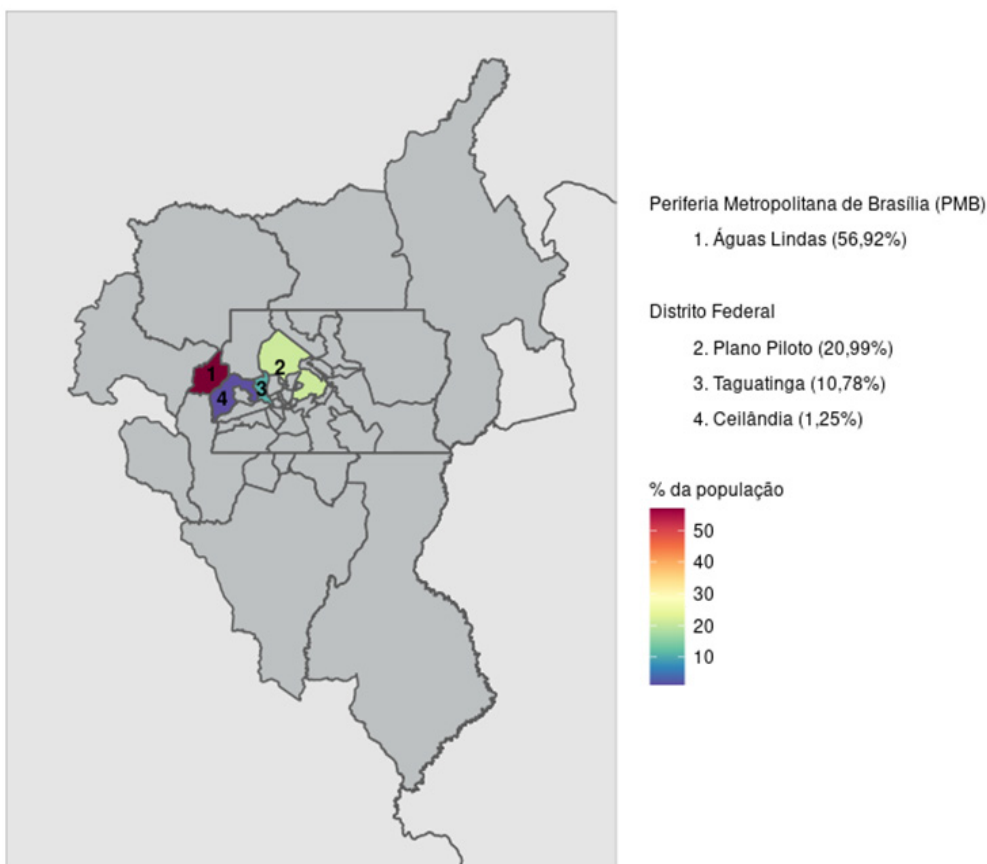 1
2
3
4
Periferia Metropolitana de Brasília (PMB)
1. Águas Lindas (56,92%)
Distrito Federal
2. Plano Piloto (20,99%)
3. Taguatinga (10,78%)
4. Ceilândia (1,25%)
% da população
50
40
30
20
10